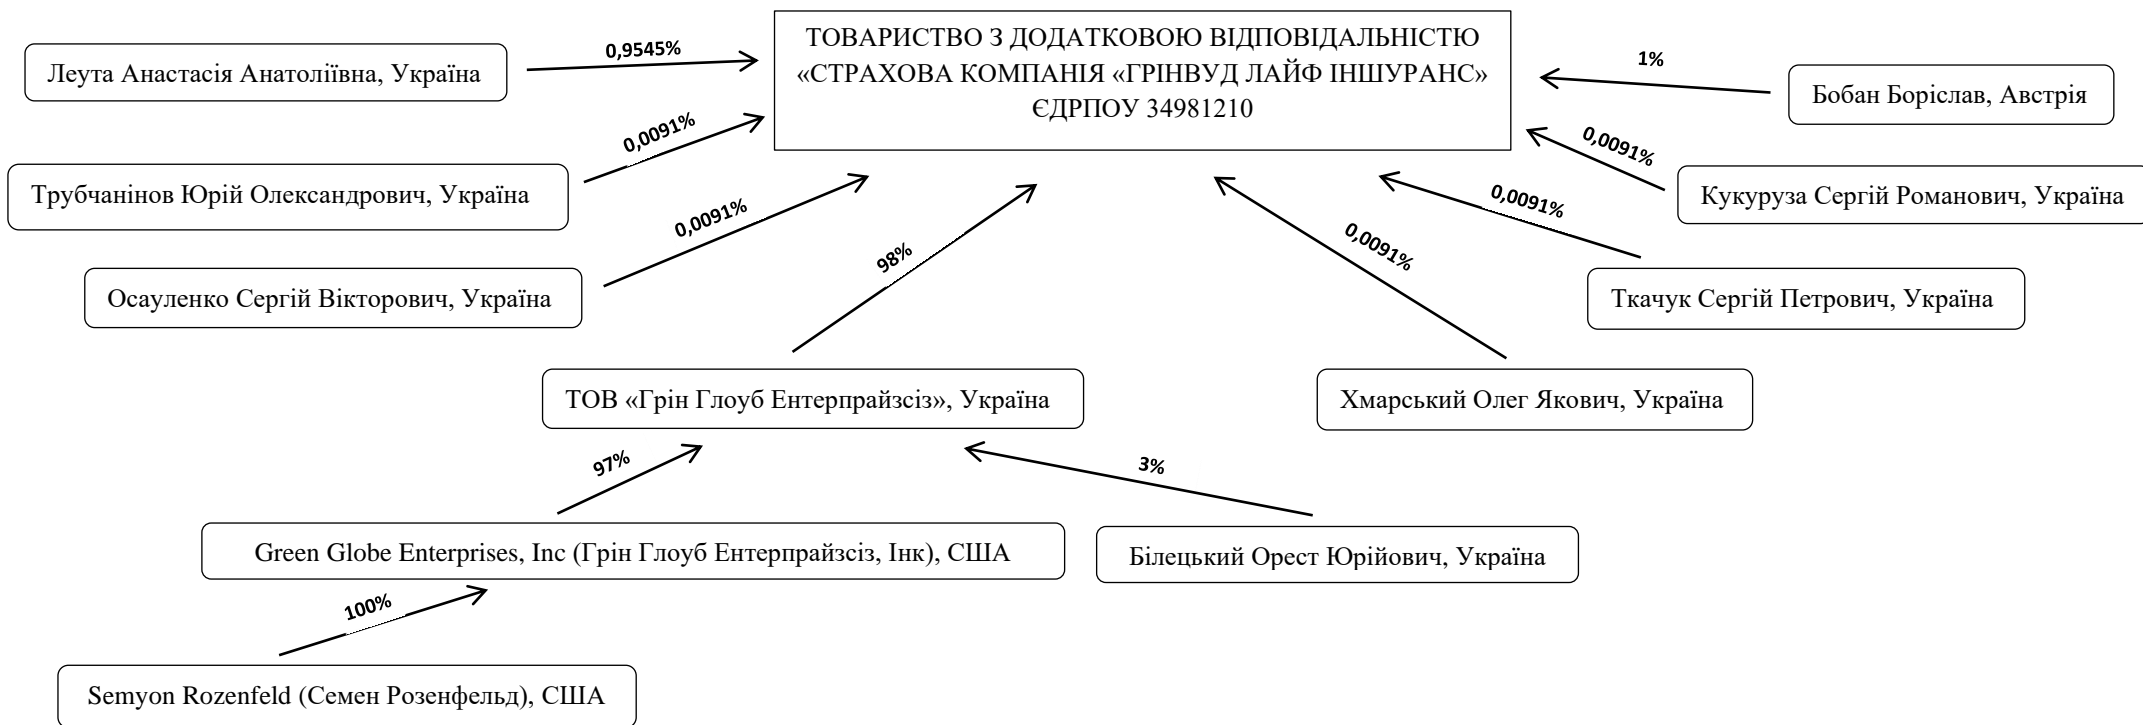 ТОВАРИСТВО З ДОДАТКОВОЮ ВІДПОВІДАЛЬНІСТЮ
«СТРАХОВА КОМПАНІЯ «ГРІНВУД ЛАЙФ ІНШУРАНС»
ЄДРПОУ 34981210
0,9545%
Леута Анастасія Анатоліївна, Україна
1%
Бобан Боріслав, Австрія
0,0091%
Трубчанінов Юрій Олександрович, Україна
0,0091%
Кукуруза Сергій Романович, Україна
0,0091%
Осауленко Сергій Вікторович, Україна
0,0091%
Ткачук Сергій Петрович, Україна
98%
0,0091%
ТОВ «Грін Глоуб Ентерпрайзсіз», Україна
Хмарський Олег Якович, Україна
97%
3%
Green Globe Enterprises, Inc (Грін Глоуб Ентерпрайзсіз, Інк), США
Білецький Орест Юрійович, Україна
100%
Semyon Rozenfeld (Семен Розенфельд), США